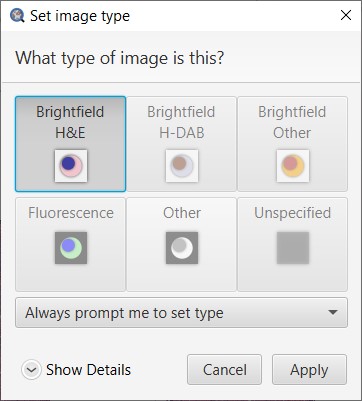 Set image type
What type of image is this?
Brightfield
H&E
Brightfield
H-DAB
Brightfield
Other
Fluorescence
Other
Unspecified
Always prompt me to set type
Show Details
Cancel
Apply